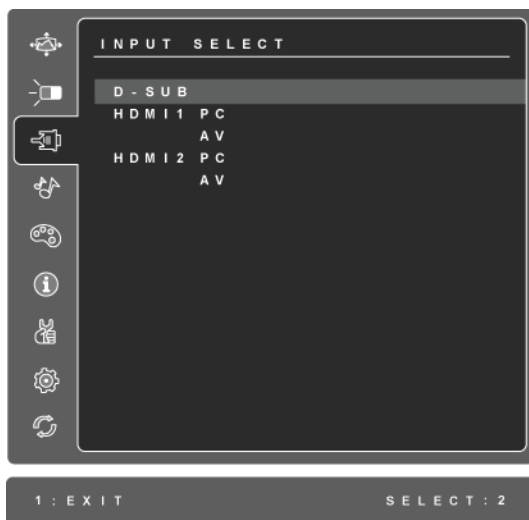 INPUT SELECT
D-SUB
HDMI1 PC
AV
HDMI2 PC
AV
1:EXIT SELECT:2